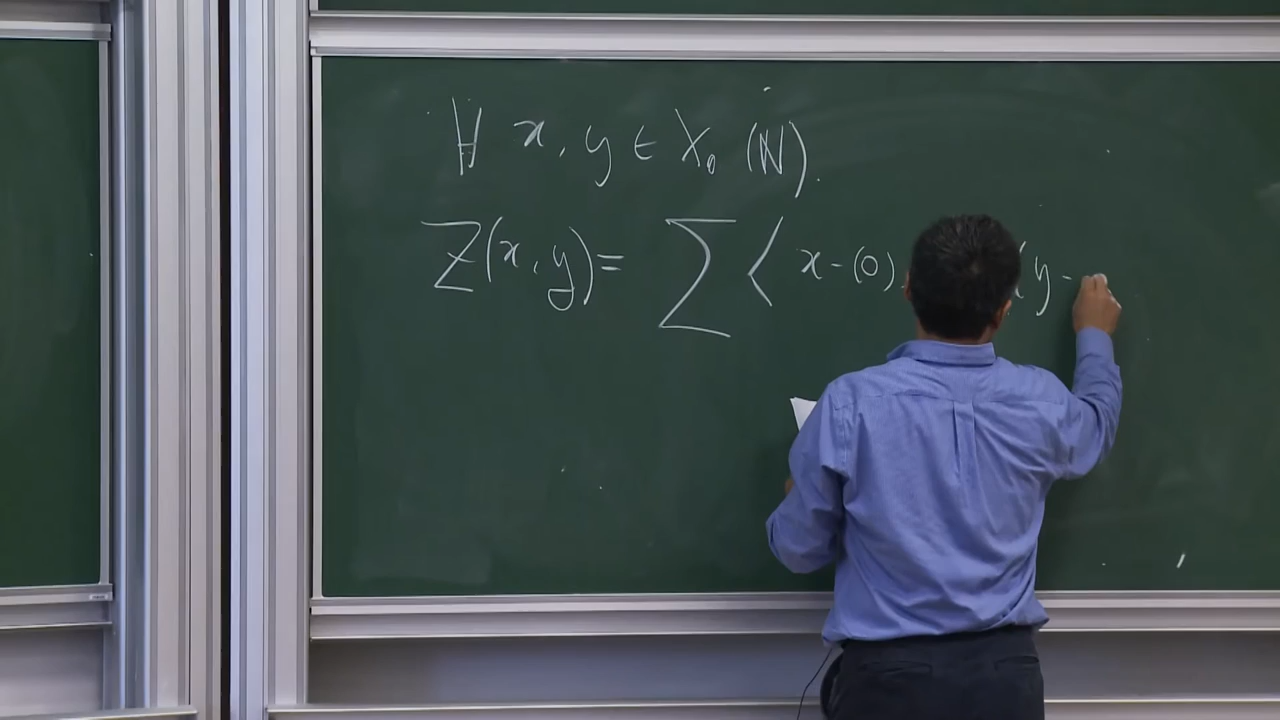 ∀ x, y ∈ X₀(N).
Z(x, y) = ∑ ⟨ x - (0), (y -